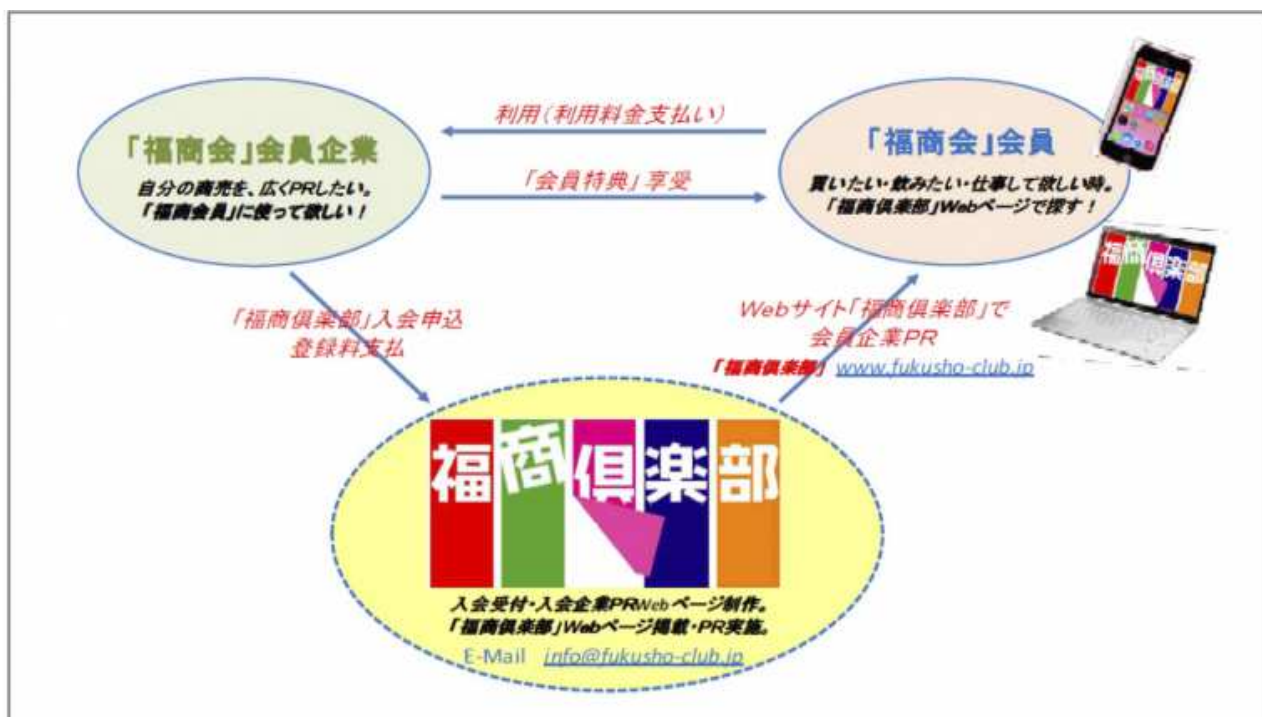 利用(利用料金支払い)
「福商会」会員企業
自分の商売を、広くPRしたい。
「福商会員」に使って欲しい！
「会員特典」享受
「福商会」会員
買いたい・飲みたい・仕事して欲しい時。
「福商倶楽部」Webページで探す！
福商倶楽部
「福商倶楽部」入会申込
登録料支払
Webサイト「福商倶楽部」で
会員企業PR
「福商倶楽部」 www.fukusho-club.jp
福商倶楽部
入会受付・入会企業PRWebページ制作。
「福商倶楽部」Webページ掲載・PR実施。
E-Mail info@fukusho-club.jp